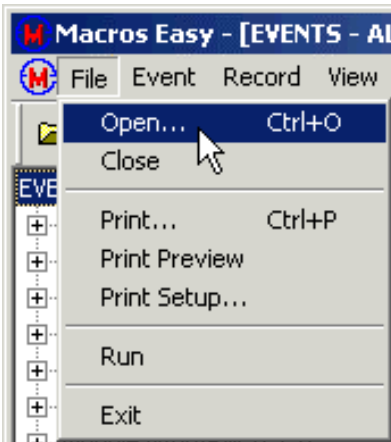 Macros Easy - [EVENTS - AL
File Event Record View
Open... Ctrl+O
Close
EVE
Print... Ctrl+P
Print Preview
Print Setup...
Run
Exit